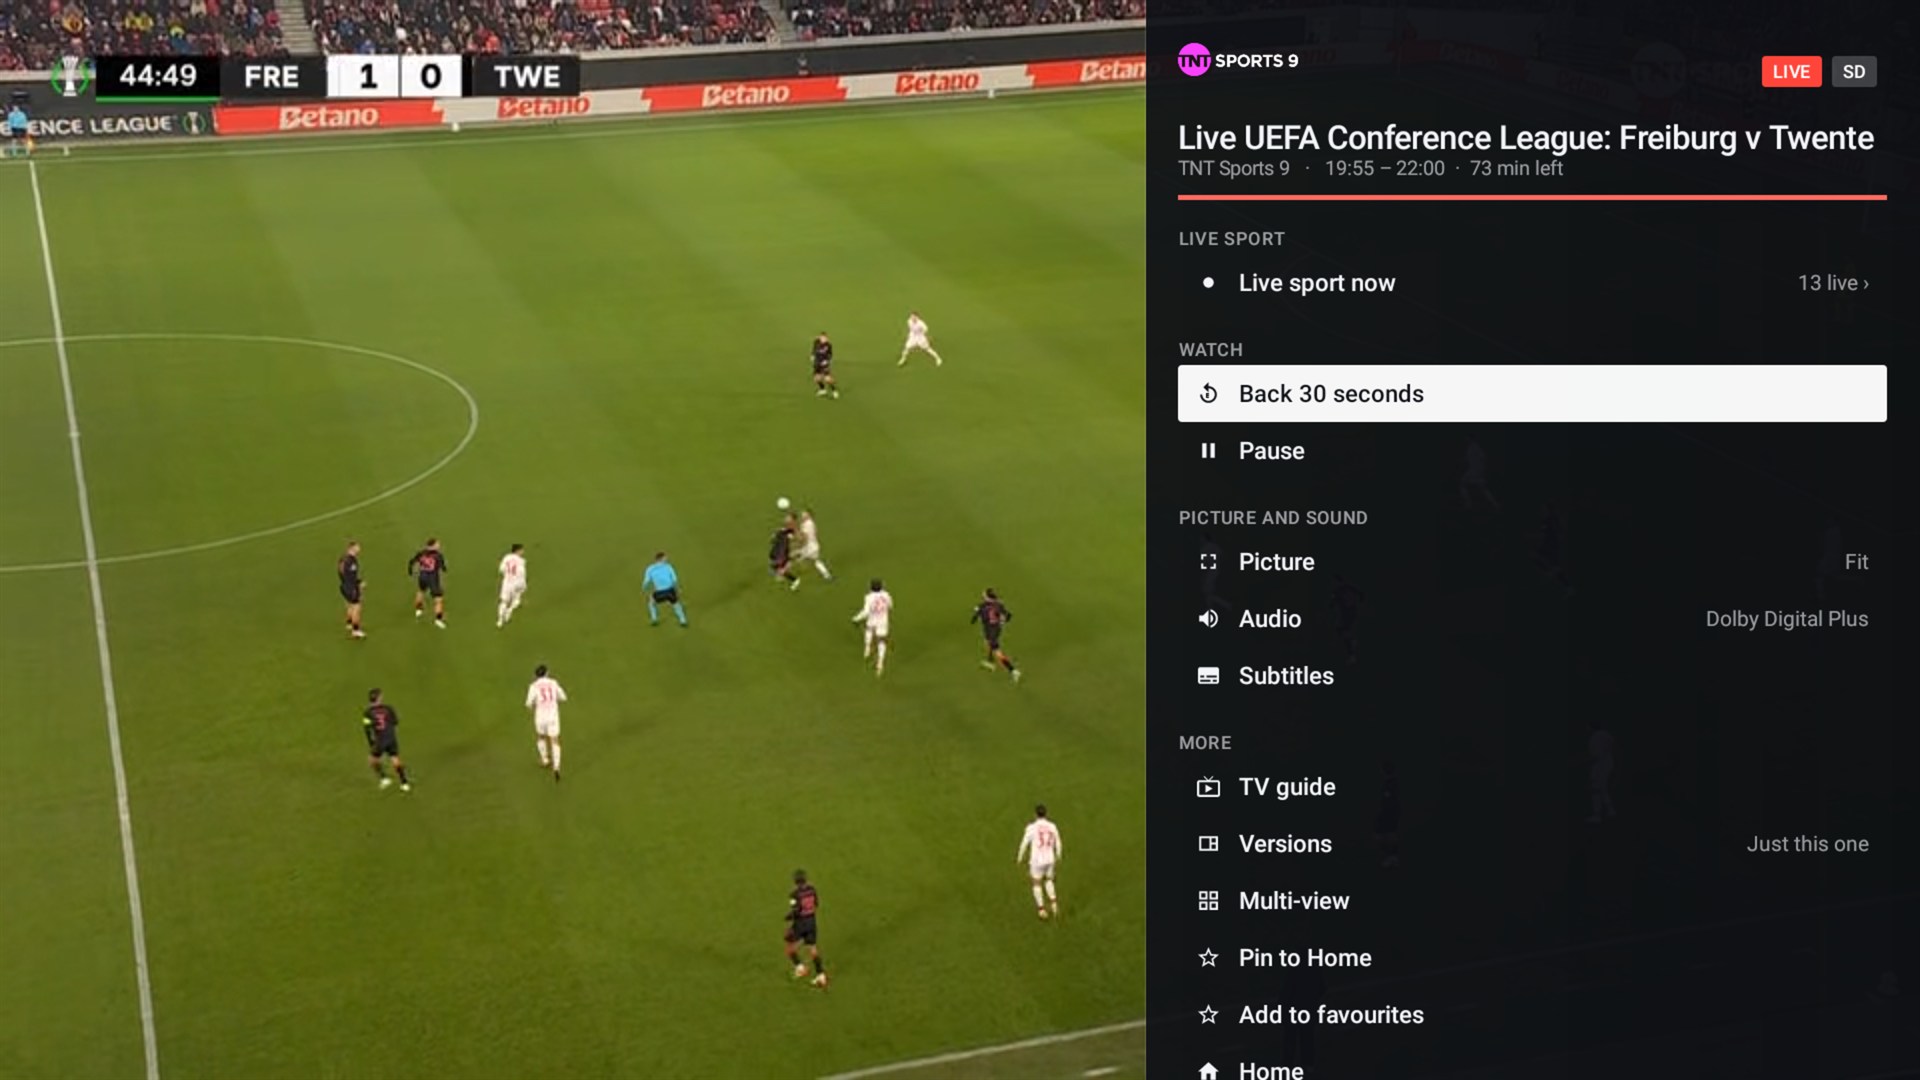 44:49 FRE 1 0 TWE
Betano Betano Betano Betano Betano
ENCE LEAGUE
TNT SPORTS 9
LIVE SD
Live UEFA Conference League: Freiburg v Twente
TNT Sports 9 · 19:55 – 22:00 · 73 min left
LIVE SPORT
Live sport now 13 live ›
WATCH
Back 30 seconds
Pause
PICTURE AND SOUND
Picture Fit
Audio Dolby Digital Plus
Subtitles
MORE
TV guide
Versions Just this one
Multi-view
Pin to Home
Add to favourites
Home